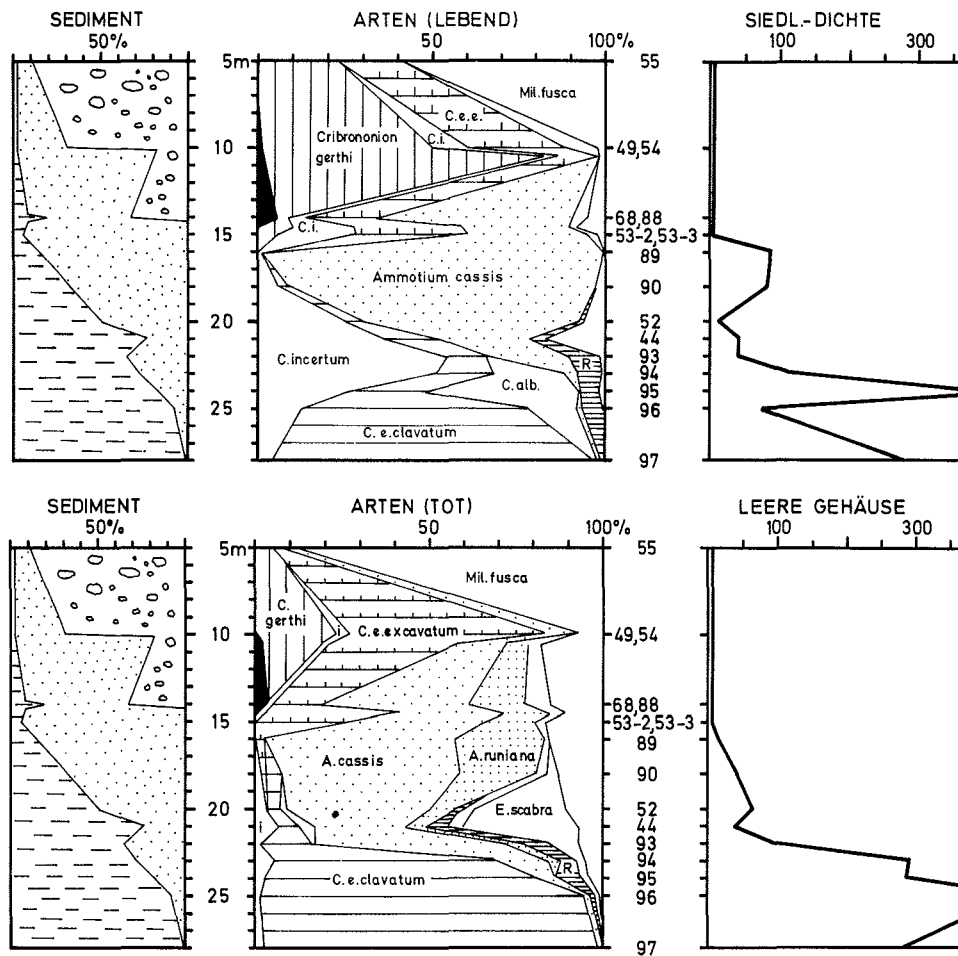 SEDIMENT ARTEN (LEBEND) SIEDL.-DICHTE
50% 50 100% 100 300
5m 55
Mil. fusca
C.e.e.
Cribrononion
gerthi
C.i.
10 49,54
68,88
C.i.
15 53-2,53-3
89
Ammotium cassis
90
20 52
44
C. incertum
93
R
94
C. alb.
95
25 96
C. e. clavatum
97
SEDIMENT ARTEN (TOT) LEERE GEHÄUSE
50% 50 100% 100 300
5m 55
Mil. fusca
C.
gerthi
C. e. excavatum
10 49,54
68,88
15 53-2,53-3
89
A. cassis A. runiana
90
20 52
E. scabra
44
93
94
R
C. e. clavatum
95
25 96
97